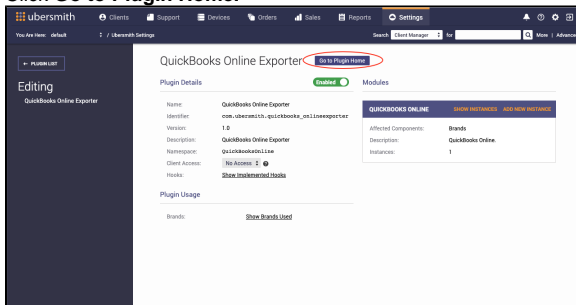 Click Go to Plugin Home.
ubersmith Clients Support Devices Orders Sales Reports Settings
You Are Here: default / Ubersmith Settings Search Client Manager for More | Advanced
← PLUGIN LIST
Editing
QuickBooks Online Exporter
QuickBooks Online Exporter Go to Plugin Home
Plugin Details Enabled
Name: QuickBooks Online Exporter
Identifier: com.ubersmith.quickbooks_onlineexporter
Version: 1.0
Description: QuickBooks Online Exporter
Namespace: QuickBooksOnline
Client Access: No Access
Hooks: Show Implemented Hooks
Plugin Usage
Brands: Show Brands Used
Modules
QUICKBOOKS ONLINE SHOW INSTANCES ADD NEW INSTANCE
Affected Components: Brands
Description: QuickBooks Online.
Instances: 1